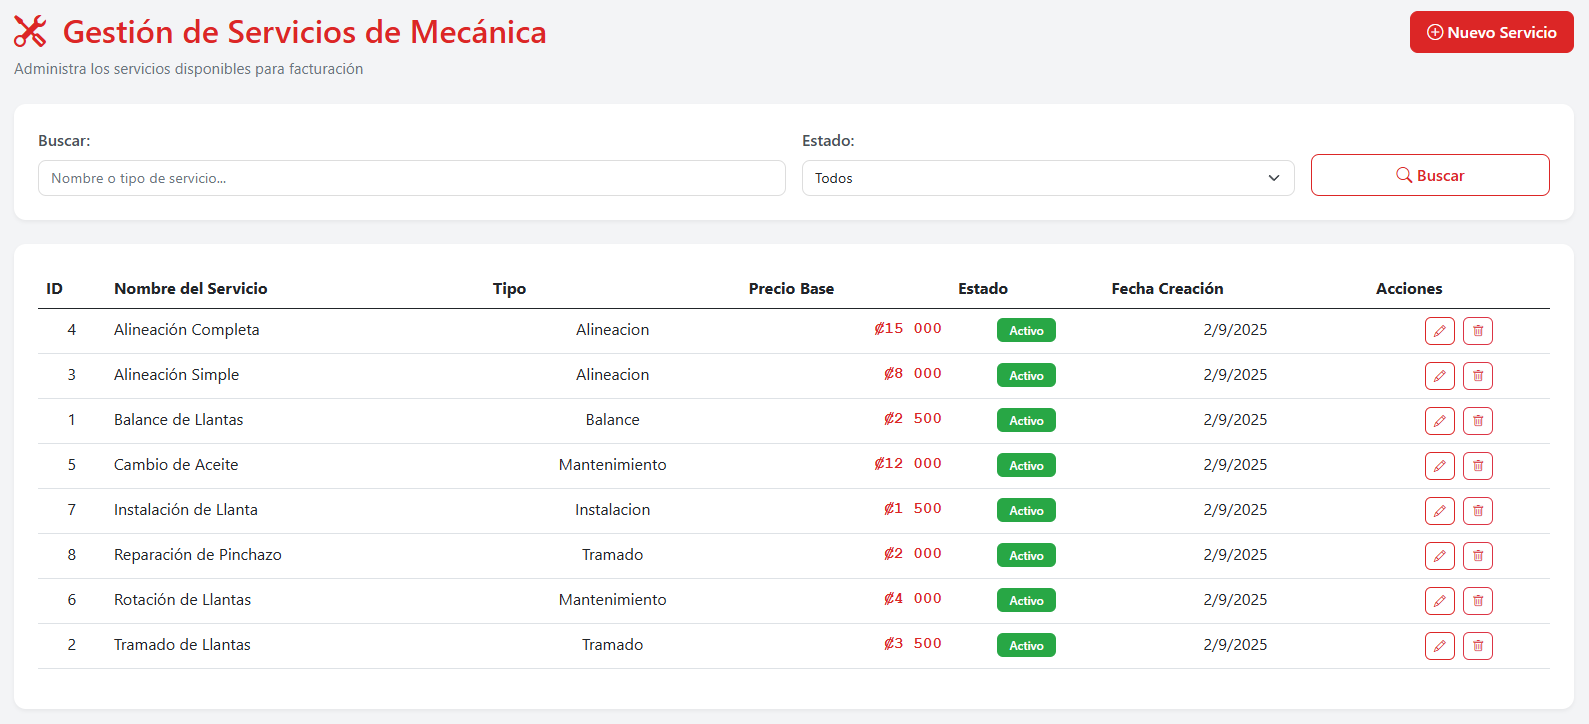 Gestión de Servicios de Mecánica
Nuevo Servicio
Administra los servicios disponibles para facturación
Buscar: Estado:
Nombre o tipo de servicio... Todos Buscar
ID Nombre del Servicio Tipo Precio Base Estado Fecha Creación Acciones
4 Alineación Completa Alineacion ₡15 000 Activo 2/9/2025
3 Alineación Simple Alineacion ₡8 000 Activo 2/9/2025
1 Balance de Llantas Balance ₡2 500 Activo 2/9/2025
5 Cambio de Aceite Mantenimiento ₡12 000 Activo 2/9/2025
7 Instalación de Llanta Instalacion ₡1 500 Activo 2/9/2025
8 Reparación de Pinchazo Tramado ₡2 000 Activo 2/9/2025
6 Rotación de Llantas Mantenimiento ₡4 000 Activo 2/9/2025
2 Tramado de Llantas Tramado ₡3 500 Activo 2/9/2025